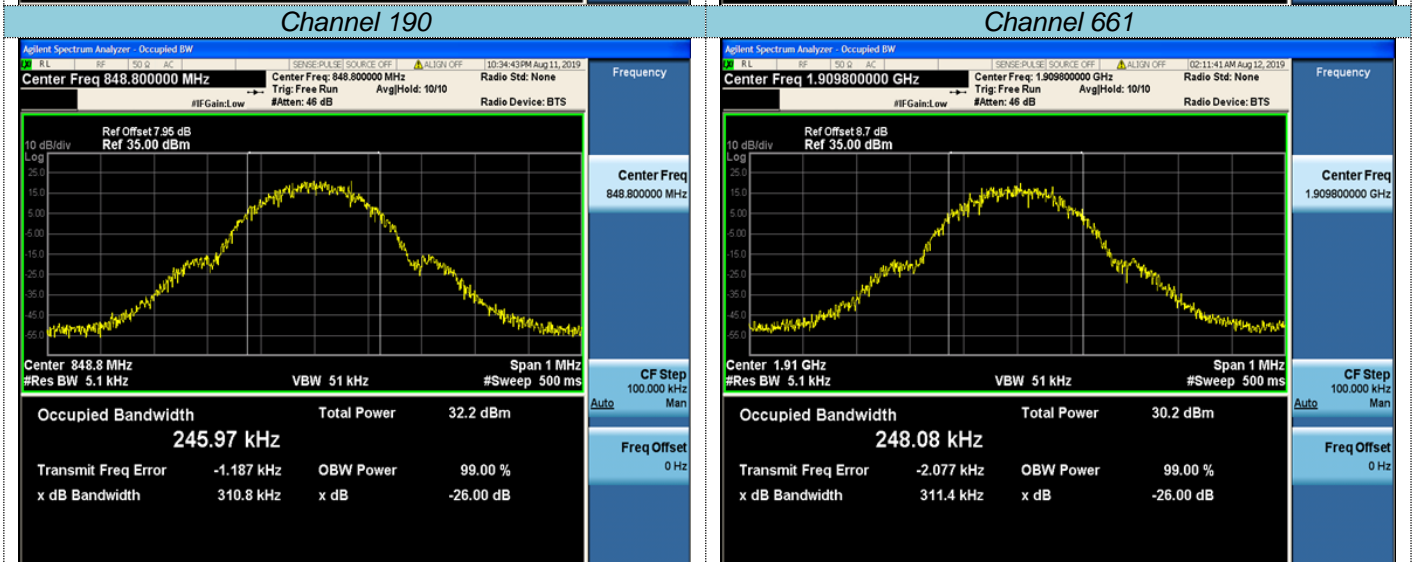 Channel 190
Agilent Spectrum Analyzer - Occupied BW
RL RF 50 Ω AC SENSE:PULSE SOURCE OFF ALIGN OFF 10:34:43PM Aug 11, 2019
Center Freq 848.800000 MHz
Center Freq: 848.800000 MHz
Radio Std: None
Trig: Free Run Avg|Hold: 10/10
#IFGain:Low #Atten: 46 dB Radio Device: BTS
Ref Offset 7.95 dB
10 dB/div Ref 35.00 dBm
Log
25.0
15.0
5.00
-5.00
-15.0
-25.0
-35.0
-45.0
-55.0
Center 848.8 MHz Span 1 MHz
#Res BW 5.1 kHz VBW 51 kHz #Sweep 500 ms
Occupied Bandwidth Total Power 32.2 dBm
245.97 kHz
Transmit Freq Error -1.187 kHz OBW Power 99.00 %
x dB Bandwidth 310.8 kHz x dB -26.00 dB
Frequency
Center Freq
848.800000 MHz
CF Step
100.000 kHz
Auto Man
Freq Offset
0 Hz
Channel 661
Agilent Spectrum Analyzer - Occupied BW
RL RF 50 Ω AC SENSE:PULSE SOURCE OFF ALIGN OFF 02:11:41 AM Aug 12, 2019
Center Freq 1.909800000 GHz
Center Freq: 1.909800000 GHz
Radio Std: None
Trig: Free Run Avg|Hold: 10/10
#IFGain:Low #Atten: 46 dB Radio Device: BTS
Ref Offset 8.7 dB
10 dB/div Ref 35.00 dBm
Log
25.0
15.0
5.00
-5.00
-15.0
-25.0
-35.0
-45.0
-55.0
Center 1.91 GHz Span 1 MHz
#Res BW 5.1 kHz VBW 51 kHz #Sweep 500 ms
Occupied Bandwidth Total Power 30.2 dBm
248.08 kHz
Transmit Freq Error -2.077 kHz OBW Power 99.00 %
x dB Bandwidth 311.4 kHz x dB -26.00 dB
Frequency
Center Freq
1.909800000 GHz
CF Step
100.000 kHz
Auto Man
Freq Offset
0 Hz